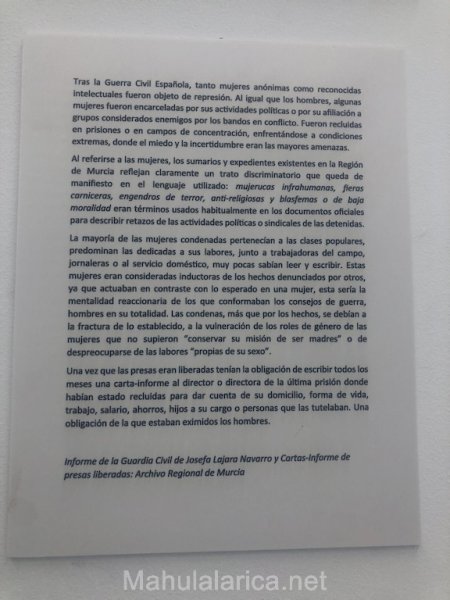 Tras la Guerra Civil Española, tanto mujeres anónimas como reconocidas
intelectuales fueron objeto de represión. Al igual que los hombres, algunas
mujeres fueron encarceladas por sus actividades políticas o por su afiliación a
grupos considerados enemigos por los bandos en conflicto. Fueron recluidas
en prisiones o en campos de concentración, enfrentándose a condiciones
extremas, donde el miedo y la incertidumbre eran las mayores amenazas.
Al referirse a las mujeres, los sumarios y expedientes existentes en la Región
de Murcia reflejan claramente un trato discriminatorio que queda de
manifiesto en el lenguaje utilizado: mujerucas infrahumanas, fieras
carniceras, engendros de terror, anti-religiosas y blasfemas o de baja
moralidad eran términos usados habitualmente en los documentos oficiales
para describir retazos de las actividades políticas o sindicales de las detenidas.
La mayoría de las mujeres condenadas pertenecían a las clases populares,
predominan las dedicadas a sus labores, junto a trabajadoras del campo,
jornaleras o al servicio doméstico, muy pocas sabían leer y escribir. Estas
mujeres eran consideradas inductoras de los hechos denunciados por otros,
ya que actuaban en contraste con lo esperado en una mujer, esta sería la
mentalidad reaccionaria de los que conformaban los consejos de guerra,
hombres en su totalidad. Las condenas, más que por los hechos, se debían a
la fractura de lo establecido, a la vulneración de los roles de género de las
mujeres que no supieron “conservar su misión de ser madres” o de
despreocuparse de las labores “propias de su sexo”.
Una vez que las presas eran liberadas tenían la obligación de escribir todos los
meses una carta-informe al director o directora de la última prisión donde
habían estado recluidas para dar cuenta de su domicilio, forma de vida,
trabajo, salario, ahorros, hijos a su cargo o personas que las tutelaban. Una
obligación de la que estaban eximidos los hombres.
Informe de la Guardia Civil de Josefa Lajara Navarro y Cartas-Informe de
presas liberadas: Archivo Regional de Murcia
Mahulalarica.net